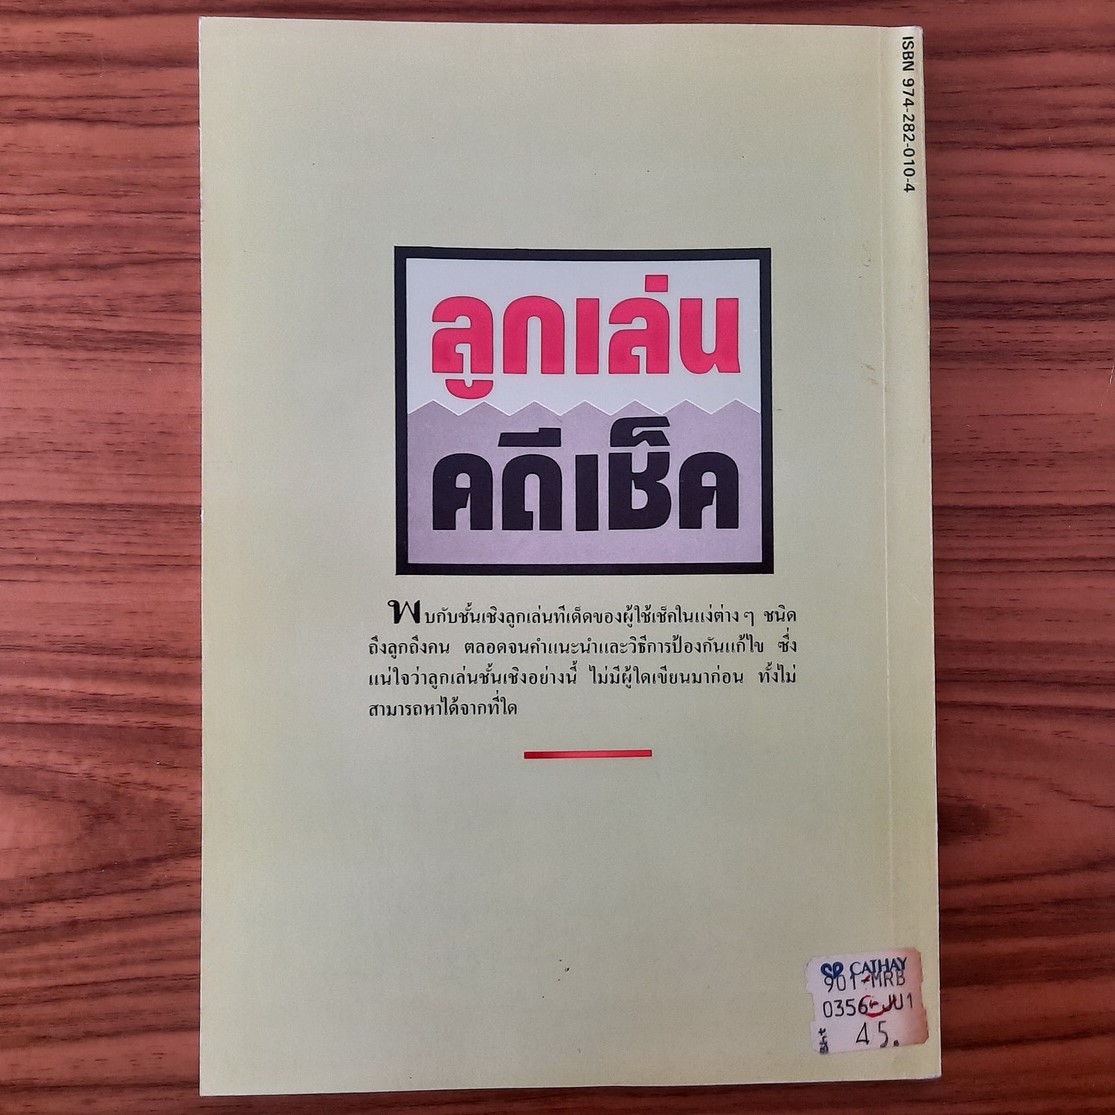 ISBN 974-282-010-4
ลูกเล่น
คดีเช็ค
พบกับชั้นเชิงลูกเล่นทีเด็ดของผู้ใช้เช็คในแง่ต่าง ๆ ชนิด
ถึงลูกถึงคน ตลอดจนคำแนะนำและวิธีการป้องกันแก้ไข ซึ่ง
แน่ใจว่าลูกเล่นชั้นเชิงอย่างนี้ ไม่มีผู้ใดเขียนมาก่อน ทั้งไม่
สามารถหาได้จากที่ใด
CATHAY
901-MRB
0356-JU1
45.